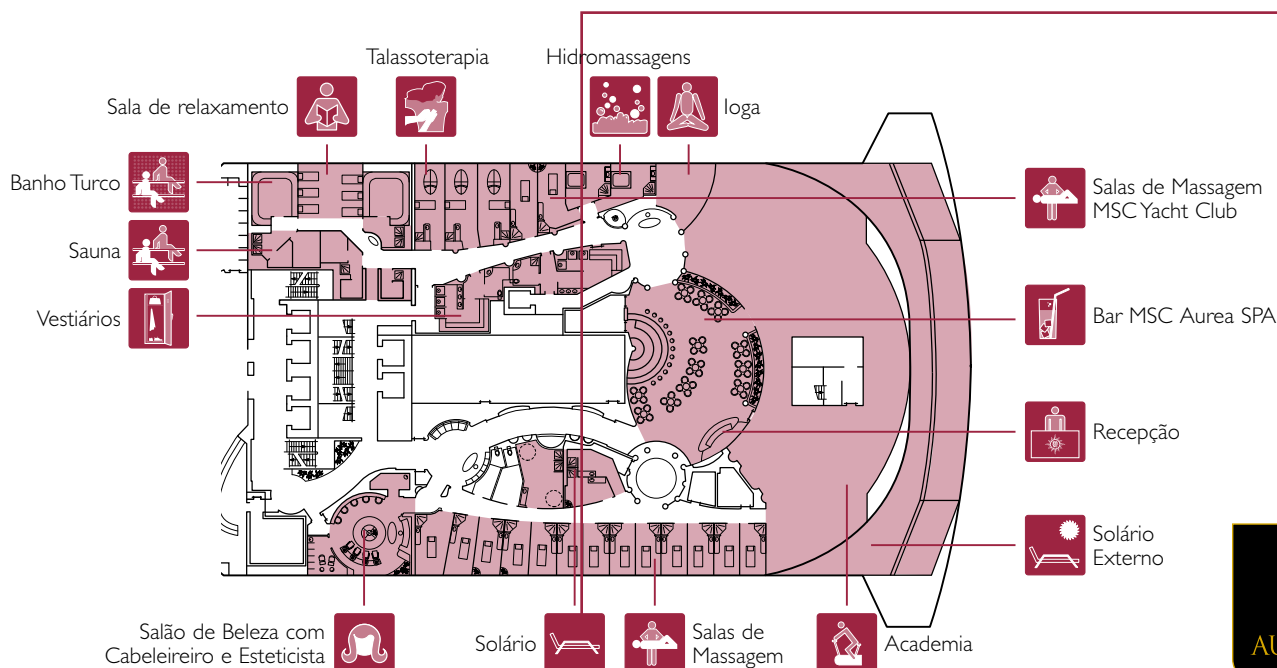 Talassoterapia
Hidromassagens
Sala de relaxamento
Ioga
Banho Turco
Salas de Massagem
MSC Yacht Club
Sauna
Vestiários
Bar MSC Aurea SPA
Recepção
Solário
Externo
Salão de Beleza com
Cabeleireiro e Esteticista
Solário
Salas de
Massagem
Academia
AU